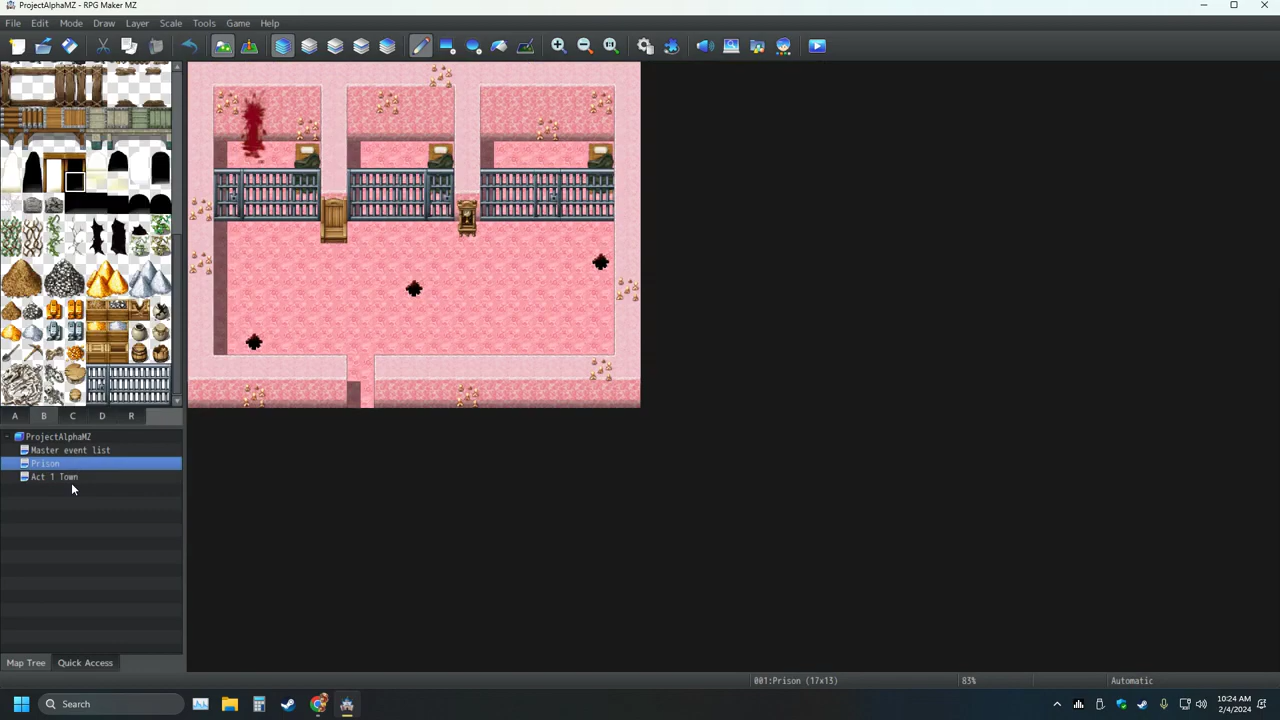 ProjectAlphaMZ - RPG Maker MZ
File Edit Mode Draw Layer Scale Tools Game Help
A B C D R
ProjectAlphaMZ
Master event list
Prison
Act 1 Town
Map Tree Quick Access
001:Prison (17x13) 83% Automatic
Search
10:24 AM
2/4/2024